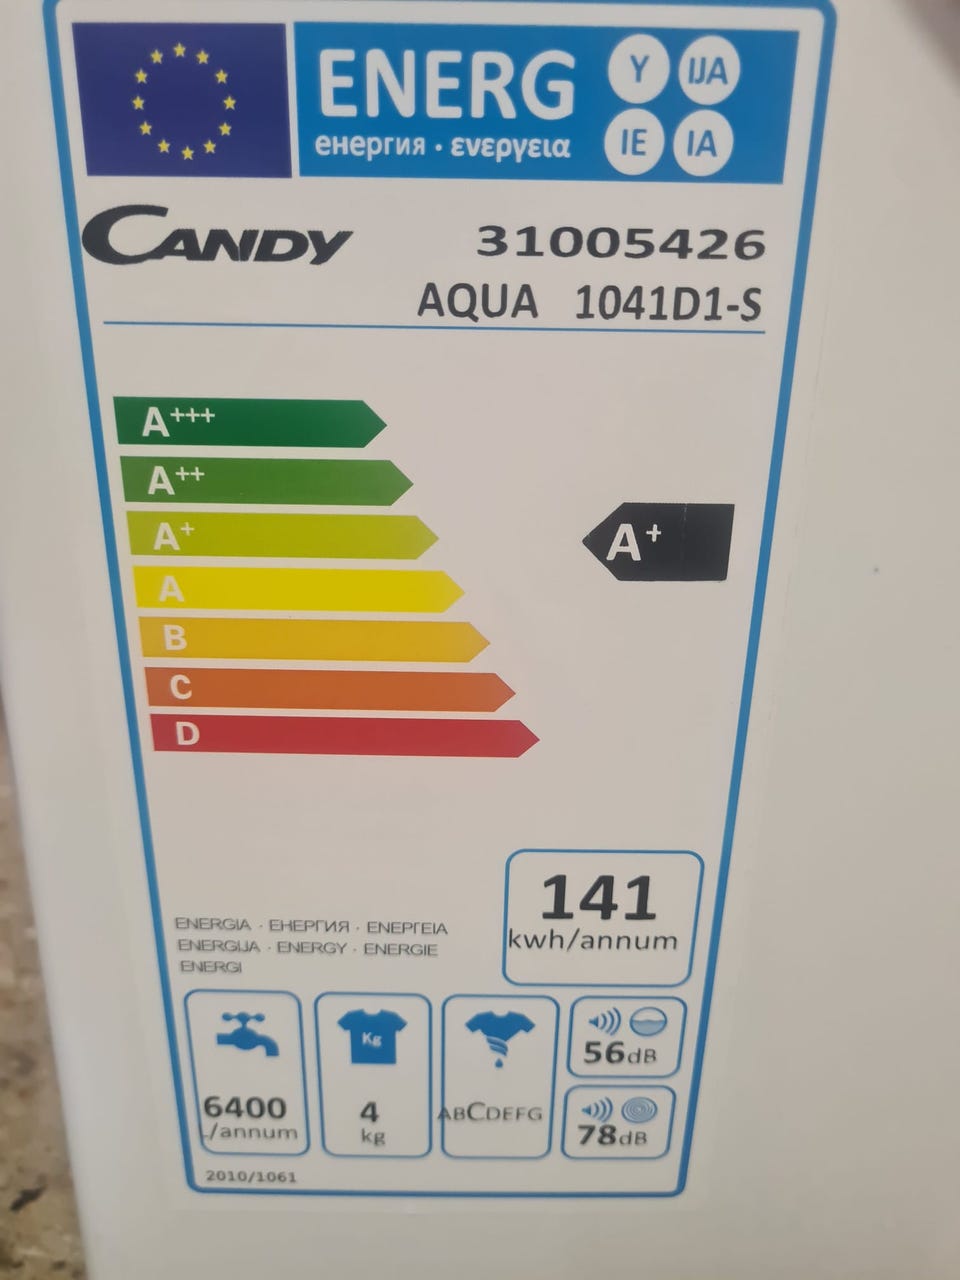 ENERG
енергия · ενεργεια
Y
IJA
IE
IA
CANDY
31005426
AQUA 1041D1-S
A+++
A++
A+
A
B
C
D
A+
141
kwh/annum
ENERGIA · ЕНЕРГИЯ · ΕΝΕΡΓΕΙΑ
ENERGIJA · ENERGY · ENERGIE
ENERGI
6400
L/annum
Kg
4
kg
ABCDEFG
56dB
78dB
2010/1061